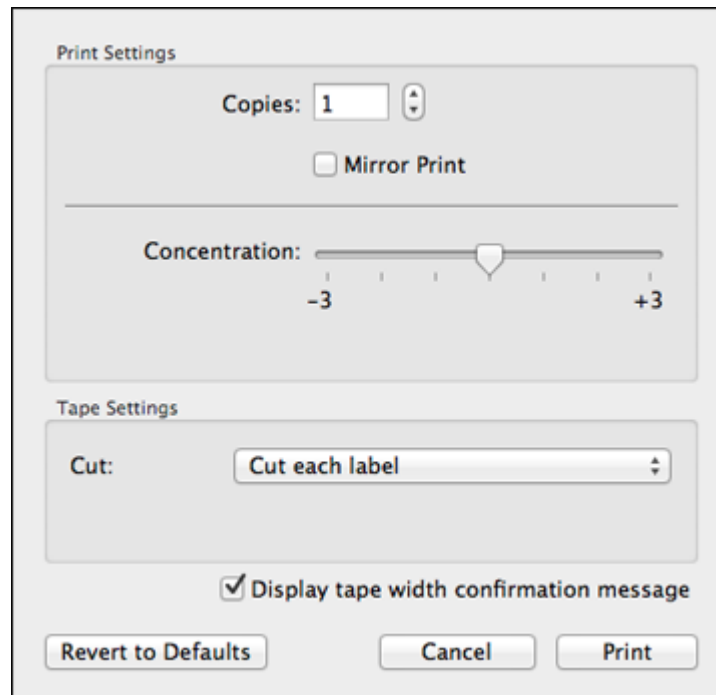 Print Settings
Copies: 1
Mirror Print
Concentration:
-3 +3
Tape Settings
Cut: Cut each label
Display tape width confirmation message
Revert to Defaults Cancel Print